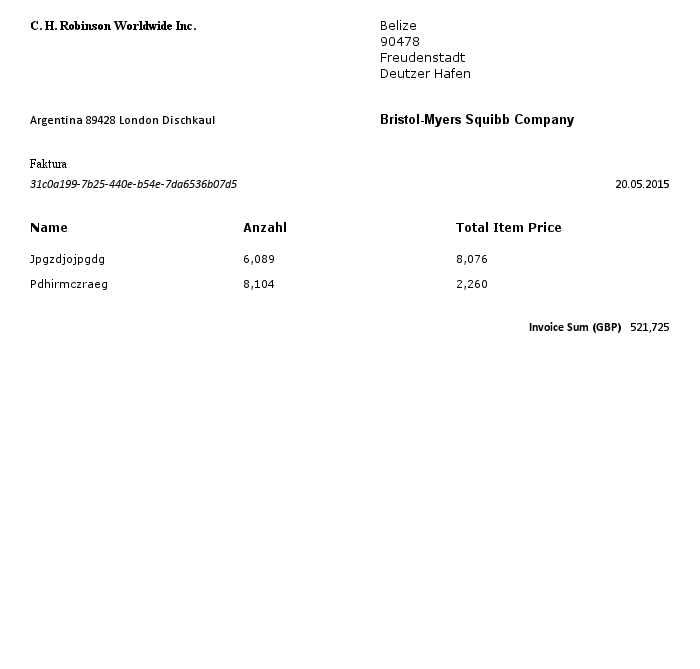 C. H. Robinson Worldwide Inc.
Belize
90478
Freudenstadt
Deutzer Hafen
Argentina 89428 London Dischkaul
Bristol-Myers Squibb Company
Faktura
31c0a199-7b25-440e-b54e-7da6536b07d5 20.05.2015
Name Anzahl Total Item Price
Jpgzdjojpgdg 6,089 8,076
Pdhirmczraeg 8,104 2,260
Invoice Sum (GBP) 521,725